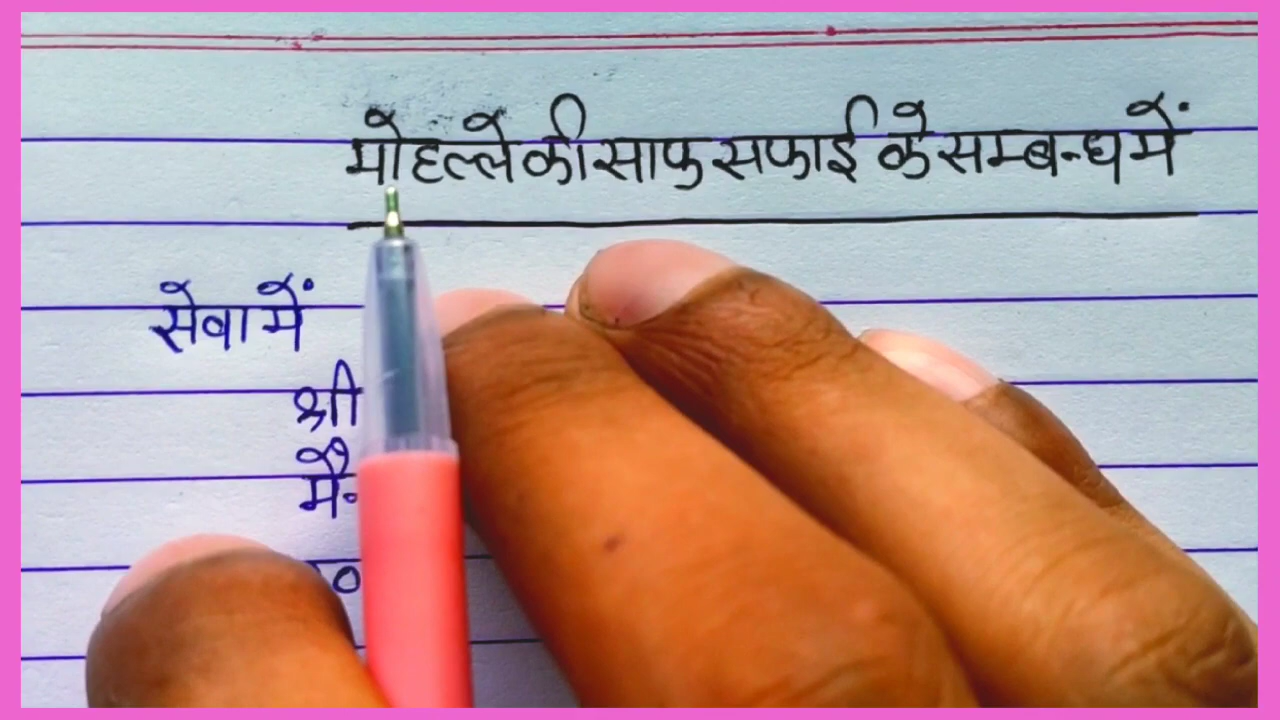 मोहल्ले की साफ सफाई के सम्बन्ध में
सेवा में
श्री